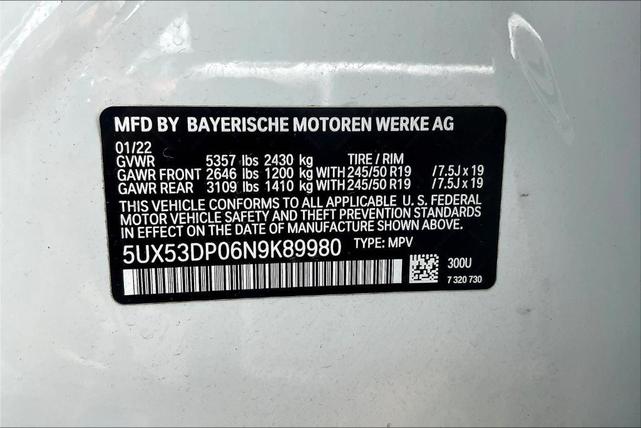 MFD BY BAYERISCHE MOTOREN WERKE AG
01/22
GVWR 5357 lbs 2430 kg TIRE / RIM
GAWR FRONT 2646 lbs 1200 kg WITH 245/50 R19 /7.5J x 19
GAWR REAR 3109 lbs 1410 kg WITH 245/50 R19 /7.5J x 19
THIS VEHICLE CONFORMS TO ALL APPLICABLE U. S. FEDERAL
MOTOR VEHICLE SAFETY AND THEFT PREVENTION STANDARDS
IN EFFECT ON THE DATE OF MANUFACTURE SHOWN ABOVE.
5UX53DP06N9K89980 TYPE: MPV
300U
7 320 730